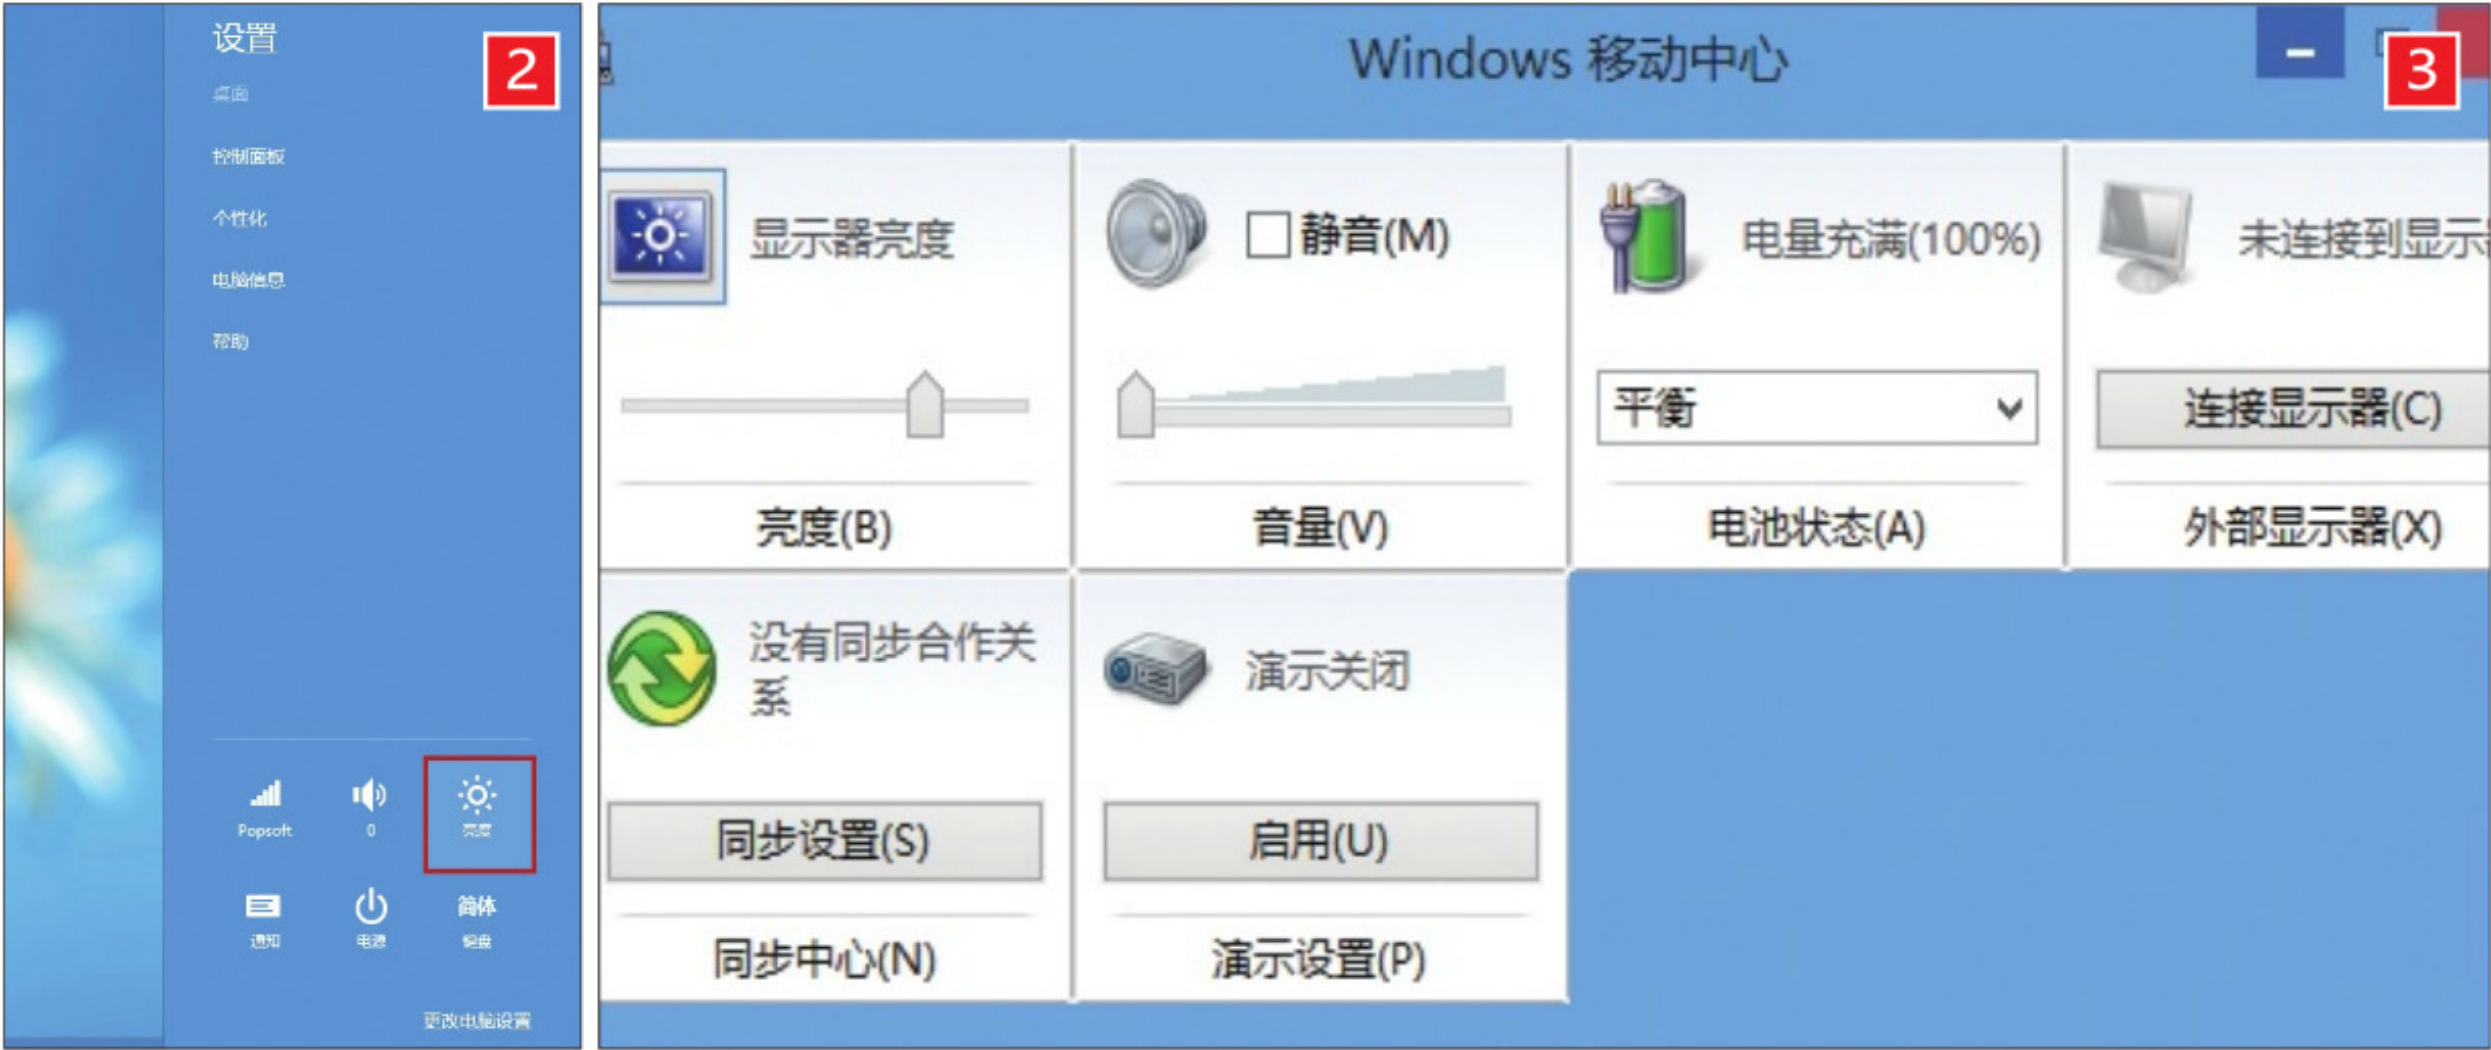 设置
2
桌面
控制面板
个性化
电脑信息
帮助
Popsoft
0
亮度
通知
电源
简体
键盘
更改电脑设置
Windows 移动中心
3
显示器亮度
静音(M)
电量充满(100%)
未连接到显示
平衡
连接显示器(C)
亮度(B)
音量(V)
电池状态(A)
外部显示器(X)
没有同步合作关
系
演示关闭
同步设置(S)
启用(U)
同步中心(N)
演示设置(P)